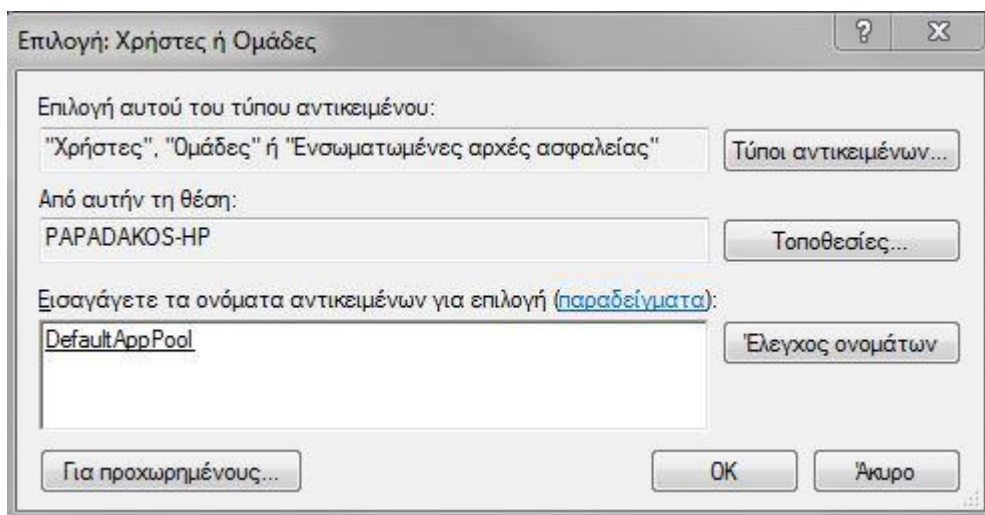 Επιλογή: Χρήστες ή Ομάδες
Επιλογή αυτού του τύπου αντικειμένου:
"Χρήστες", "Ομάδες" ή "Ενσωματωμένες αρχές ασφαλείας"
Τύποι αντικειμένων...
Από αυτήν τη θέση:
PAPADAKOS-HP
Τοποθεσίες...
Εισαγάγετε τα ονόματα αντικειμένων για επιλογή (παραδείγματα):
DefaultAppPool
Έλεγχος ονομάτων
Για προχωρημένους...
OK
Άκυρο